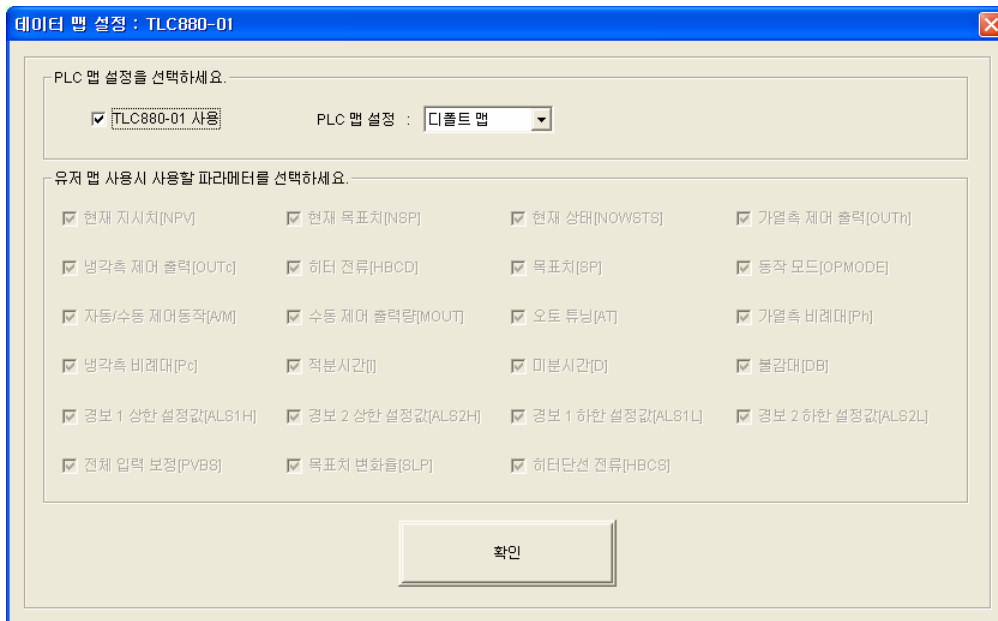 데이터 맵 설정 : TLC880-01
PLC 맵 설정을 선택하세요.
TLC880-01 사용 PLC 맵 설정 : 디폴트 맵
유저 맵 사용시 사용할 파라메터를 선택하세요.
현재 지시치[NPV] 현재 목표치[NSP] 현재 상태[NOWSTS] 가열측 제어 출력[OUTh]
냉각측 제어 출력[OUTc] 히터 전류[HBCD] 목표치[SP] 동작 모드[OPMODE]
자동/수동 제어동작[A/M] 수동 제어 출력량[MOUT] 오토 튜닝[AT] 가열측 비례대[Ph]
냉각측 비례대[Pc] 적분시간[I] 미분시간[D] 불감대[DB]
경보 1 상한 설정값[ALS1H] 경보 2 상한 설정값[ALS2H] 경보 1 하한 설정값[ALS1L] 경보 2 하한 설정값[ALS2L]
전체 입력 보정[PVBS] 목표치 변화율[SLP] 히터단선 전류[HBCS]
확인